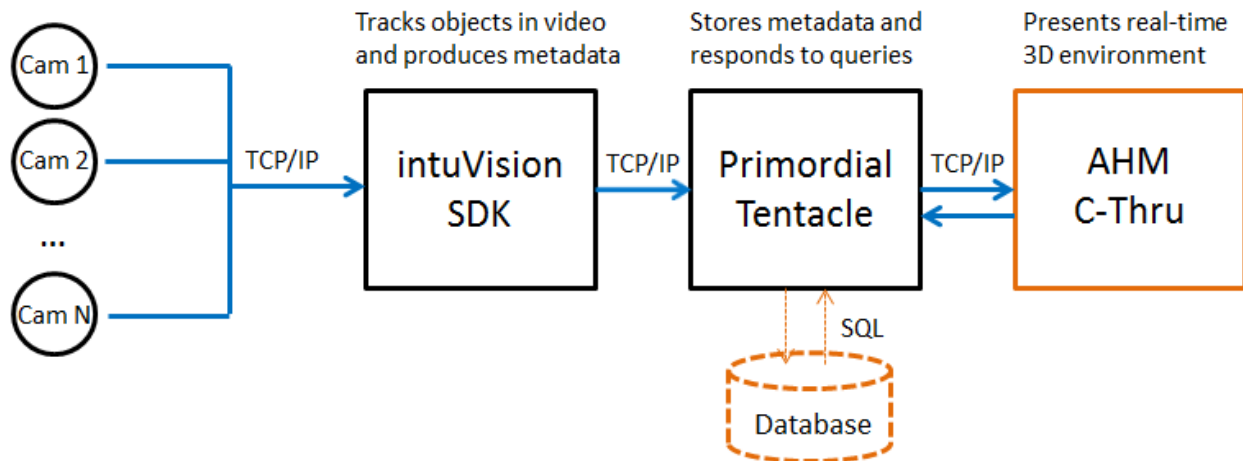 Tracks objects in video
and produces metadata
Stores metadata and
responds to queries
Presents real-time
3D environment
Cam 1
Cam 2
...
Cam N
TCP/IP
intuVision
SDK
TCP/IP
Primordial
Tentacle
TCP/IP
AHM
C-Thru
SQL
Database